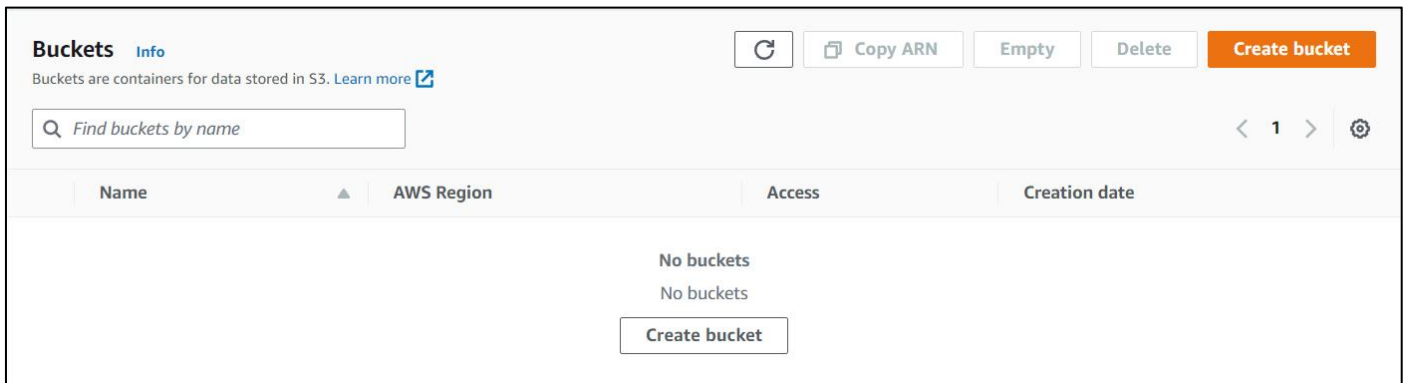 Buckets Info
Copy ARN Empty Delete Create bucket
Buckets are containers for data stored in S3. Learn more
Find buckets by name
1
Name AWS Region Access Creation date
No buckets
No buckets
Create bucket